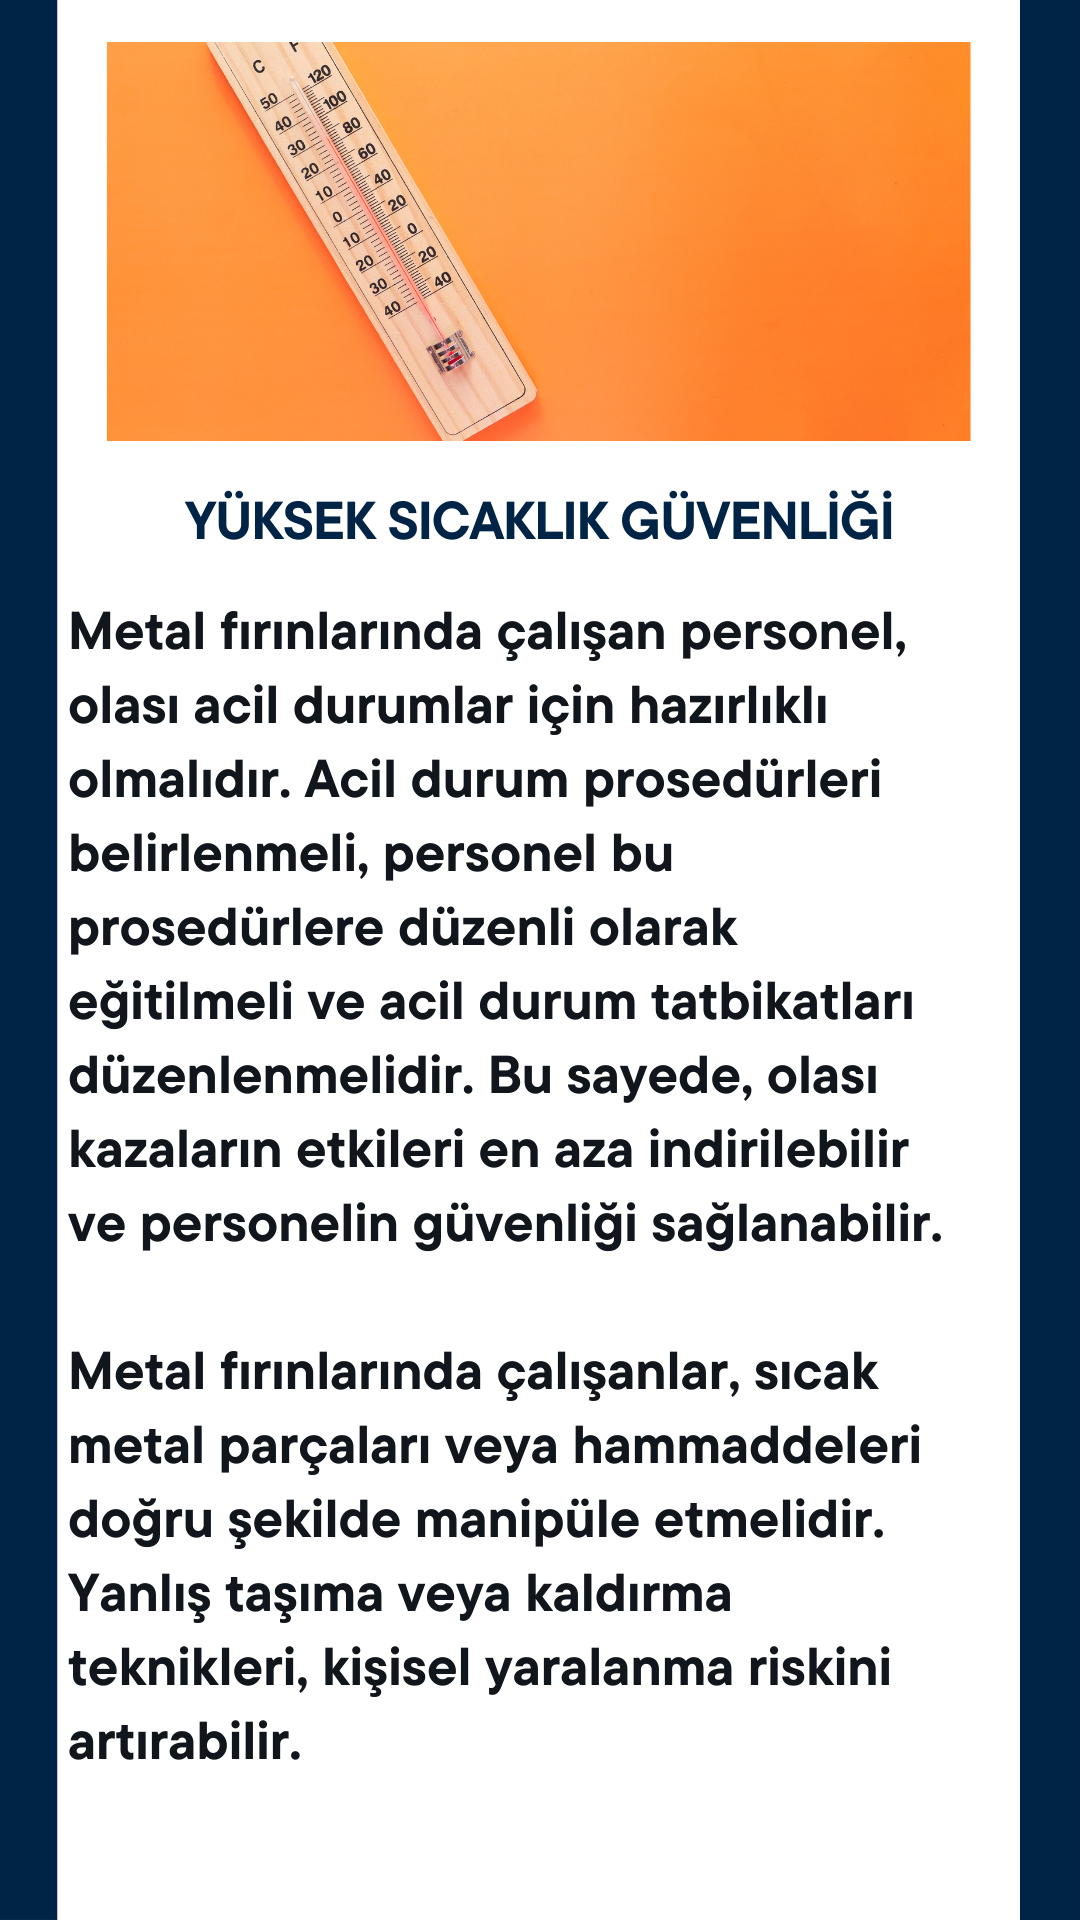 C F
50 120
40 100
30 80
20 60
10 40
0 20
10 0
20 20
30 40
40
YÜKSEK SICAKLIK GÜVENLİĞİ
Metal fırınlarında çalışan personel,
olası acil durumlar için hazırlıklı
olmalıdır. Acil durum prosedürleri
belirlenmeli, personel bu
prosedürlere düzenli olarak
eğitilmeli ve acil durum tatbikatları
düzenlenmelidir. Bu sayede, olası
kazaların etkileri en aza indirilebilir
ve personelin güvenliği sağlanabilir.
Metal fırınlarında çalışanlar, sıcak
metal parçaları veya hammaddeleri
doğru şekilde manipüle etmelidir.
Yanlış taşıma veya kaldırma
teknikleri, kişisel yaralanma riskini
artırabilir.